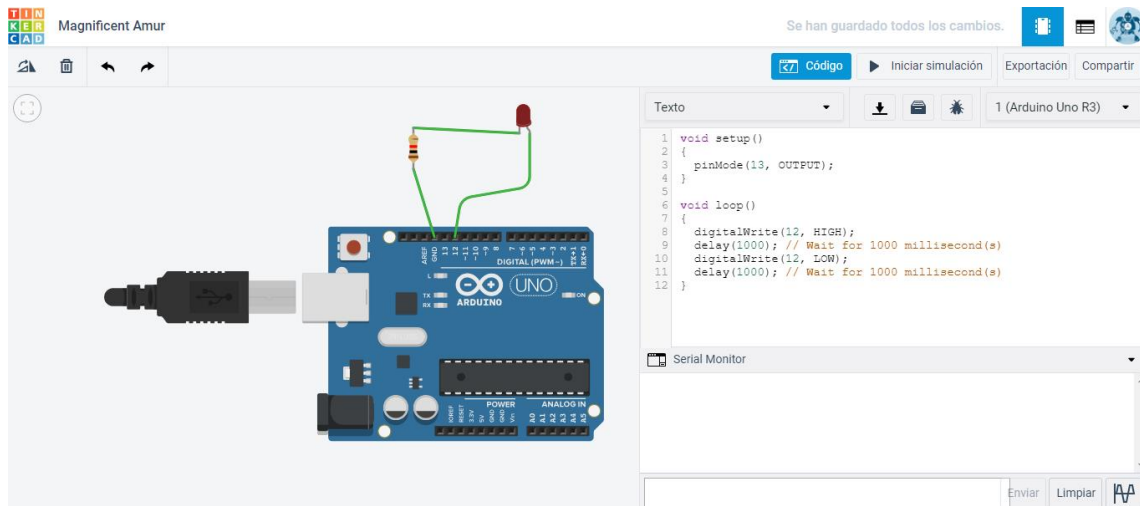 TIN
KER
CAD
Magnificent Amur
Se han guardado todos los cambios.
Código
Iniciar simulación
Exportación
Compartir
Texto
1 (Arduino Uno R3)
1 void setup()
2 {
3 pinMode(13, OUTPUT);
4 }
5
6 void loop()
7 {
8 digitalWrite(12, HIGH);
9 delay(1000); // Wait for 1000 millisecond(s)
10 digitalWrite(12, LOW);
11 delay(1000); // Wait for 1000 millisecond(s)
12 }
AREF
GND
13
12
~11
~10
~9
8
7
~6
~5
4
~3
2
TX→1
RX←0
DIGITAL (PWM~)
L
TX
RX
UNO
ARDUINO
ON
POWER
ANALOG IN
IOREF
RESET
3.3V
5V
GND
GND
Vin
A0
A1
A2
A3
A4
A5
Serial Monitor
Enviar
Limpiar